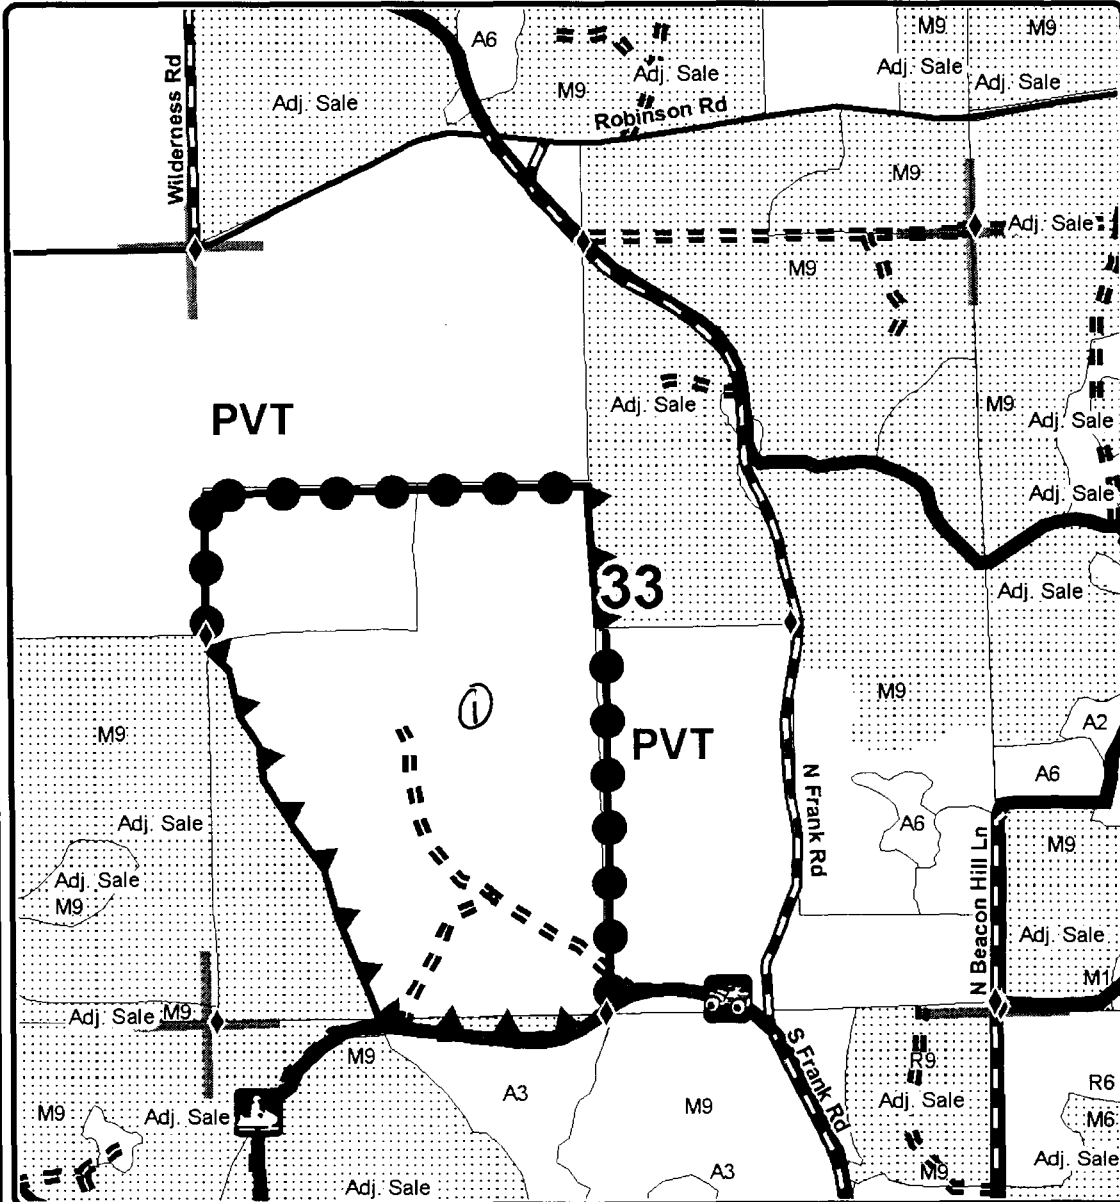 A6
M9
M9
Wilderness Rd
Adj. Sale
M9
Adj. Sale
Adj. Sale
Adj. Sale
Robinson Rd
M9
Adj. Sale
M9
PVT
Adj. Sale
M9
Adj. Sale
Adj. Sale
33
Adj. Sale
M9
1
M9
A2
PVT
A6
N Frank Rd
Adj. Sale
A6
M9
Adj. Sale
M9
N Beacon Hill Ln
Adj. Sale
M1
Adj. Sale
M9
M9
S Frank Rd
R9
R6
A3
M9
Adj. Sale
M6
M9
Adj. Sale
Adj. Sale
A3
M9
Adj. Sale